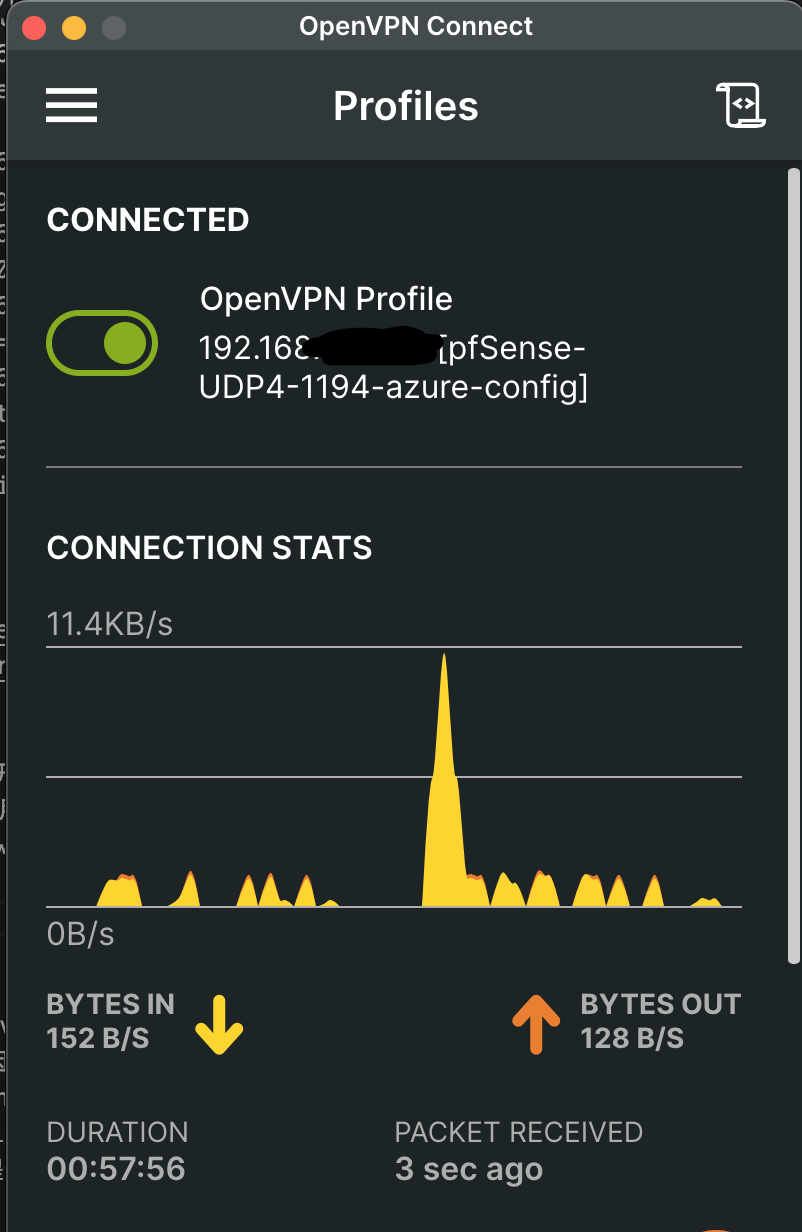 OpenVPN Connect
Profiles
CONNECTED
OpenVPN Profile
192.168. [pfSense-
UDP4-1194-azure-config]
CONNECTION STATS
11.4KB/s
0B/s
BYTES IN
152 B/S
BYTES OUT
128 B/S
DURATION
00:57:56
PACKET RECEIVED
3 sec ago